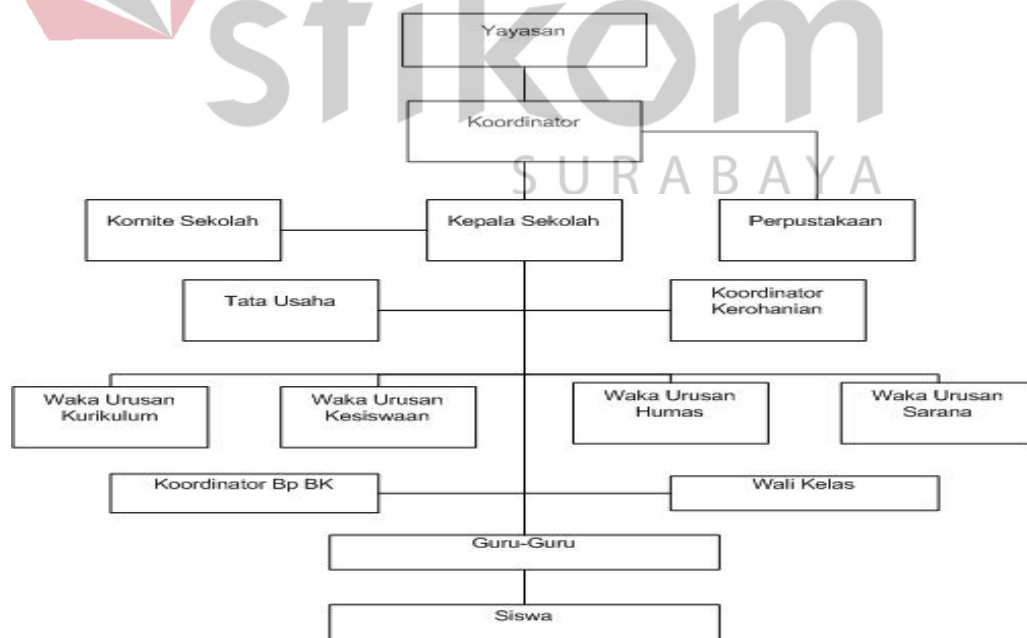 stikom
SURABAYA
Yayasan
Koordinator
Komite Sekolah
Kepala Sekolah
Perpustakaan
Tata Usaha
Koordinator
Kerohanian
Waka Urusan
Kurikulum
Waka Urusan
Kesiswaan
Waka Urusan
Humas
Waka Urusan
Sarana
Koordinator Bp BK
Wali Kelas
Guru-Guru
Siswa